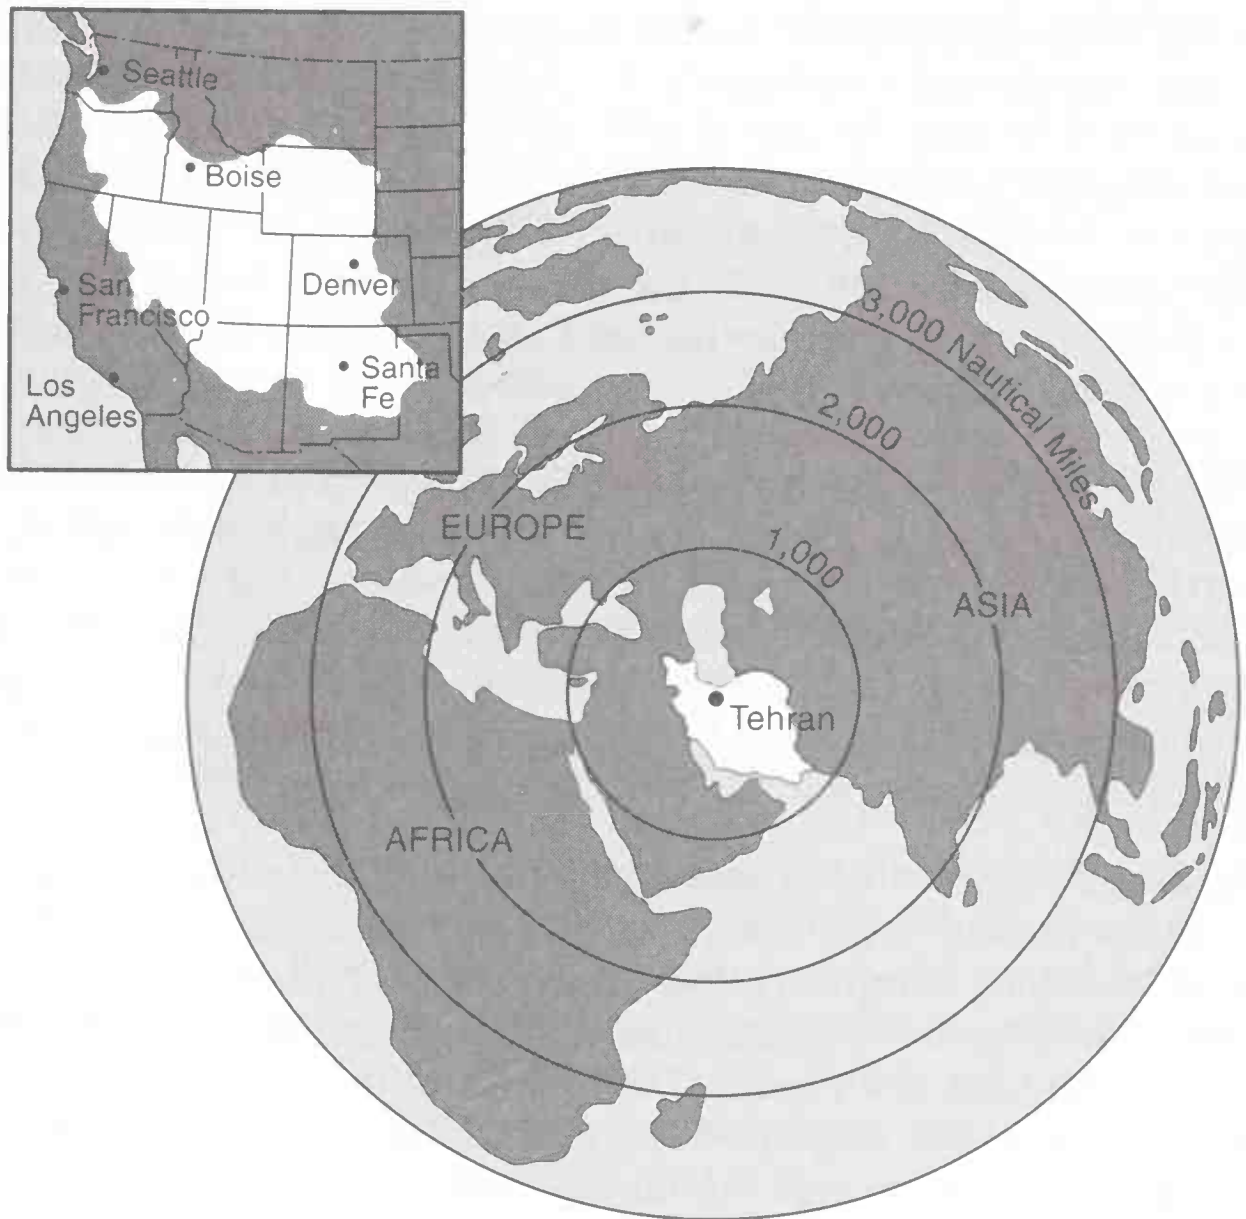 Seattle
Boise
Denver
San
Francisco
Santa
Fe
Los
Angeles
3,000 Nautical Miles
2,000
1,000
EUROPE
ASIA
Tehran
AFRICA